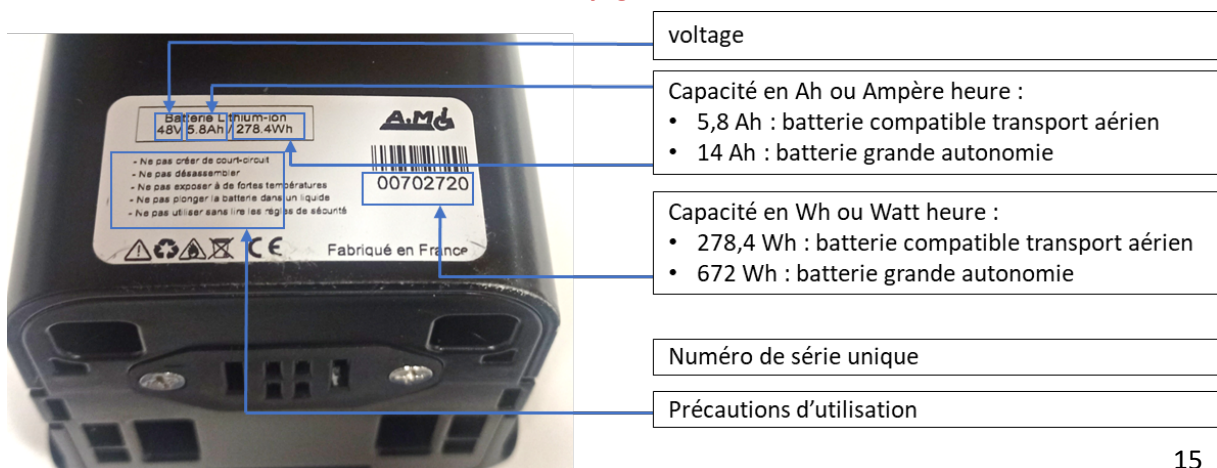 voltage
Capacité en Ah ou Ampère heure :
• 5,8 Ah : batterie compatible transport aérien
• 14 Ah : batterie grande autonomie
Capacité en Wh ou Watt heure :
• 278,4 Wh : batterie compatible transport aérien
• 672 Wh : batterie grande autonomie
Numéro de série unique
Précautions d’utilisation
Batterie Lithium-ion
48V 5.8Ah / 278.4Wh
- Ne pas créer de court-circuit
- Ne pas désassembler
- Ne pas exposer à de fortes températures
- Ne pas plonger la batterie dans un liquide
- Ne pas utiliser sans lire les règles de sécurité
A.M
00702720
CE
Fabriqué en France
15